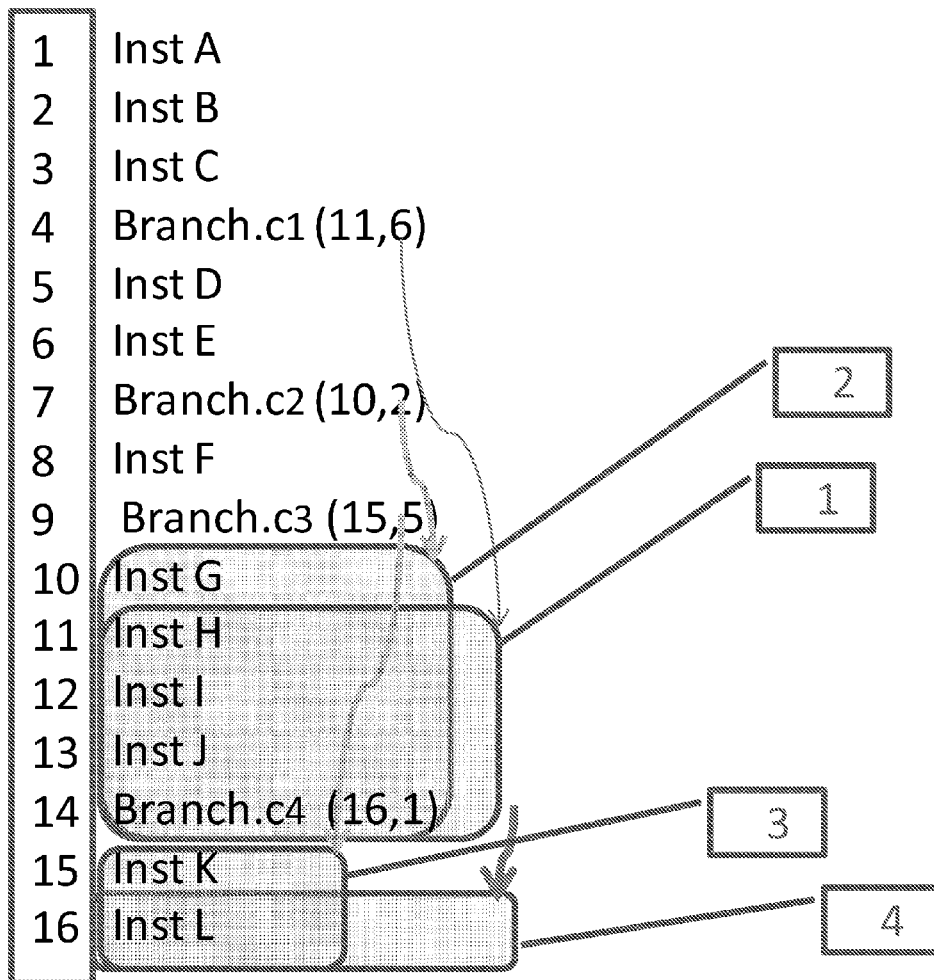 1 Inst A
2 Inst B
3 Inst C
4 Branch.c1 (11,6)
5 Inst D
6 Inst E
7 Branch.c2 (10,2)
2
8 Inst F
1
9 Branch.c3 (15,5)
10 Inst G
11 Inst H
12 Inst I
13 Inst J
14 Branch.c4 (16,1)
3
15 Inst K
16 Inst L
4